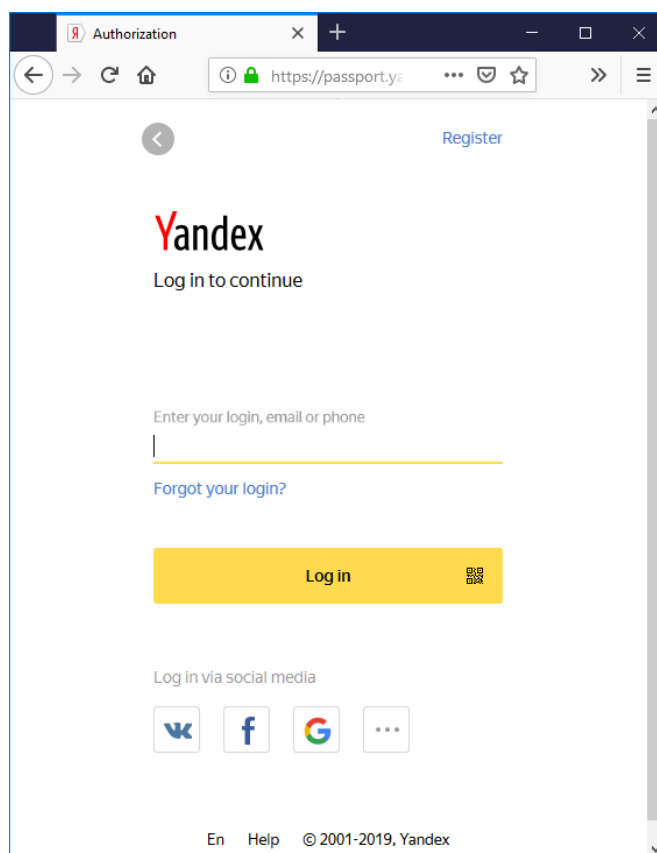 Authorization
https://passport.ya
Register
Yandex
Log in to continue
Enter your login, email or phone
Forgot your login?
Log in
Log in via social media
En Help © 2001-2019, Yandex